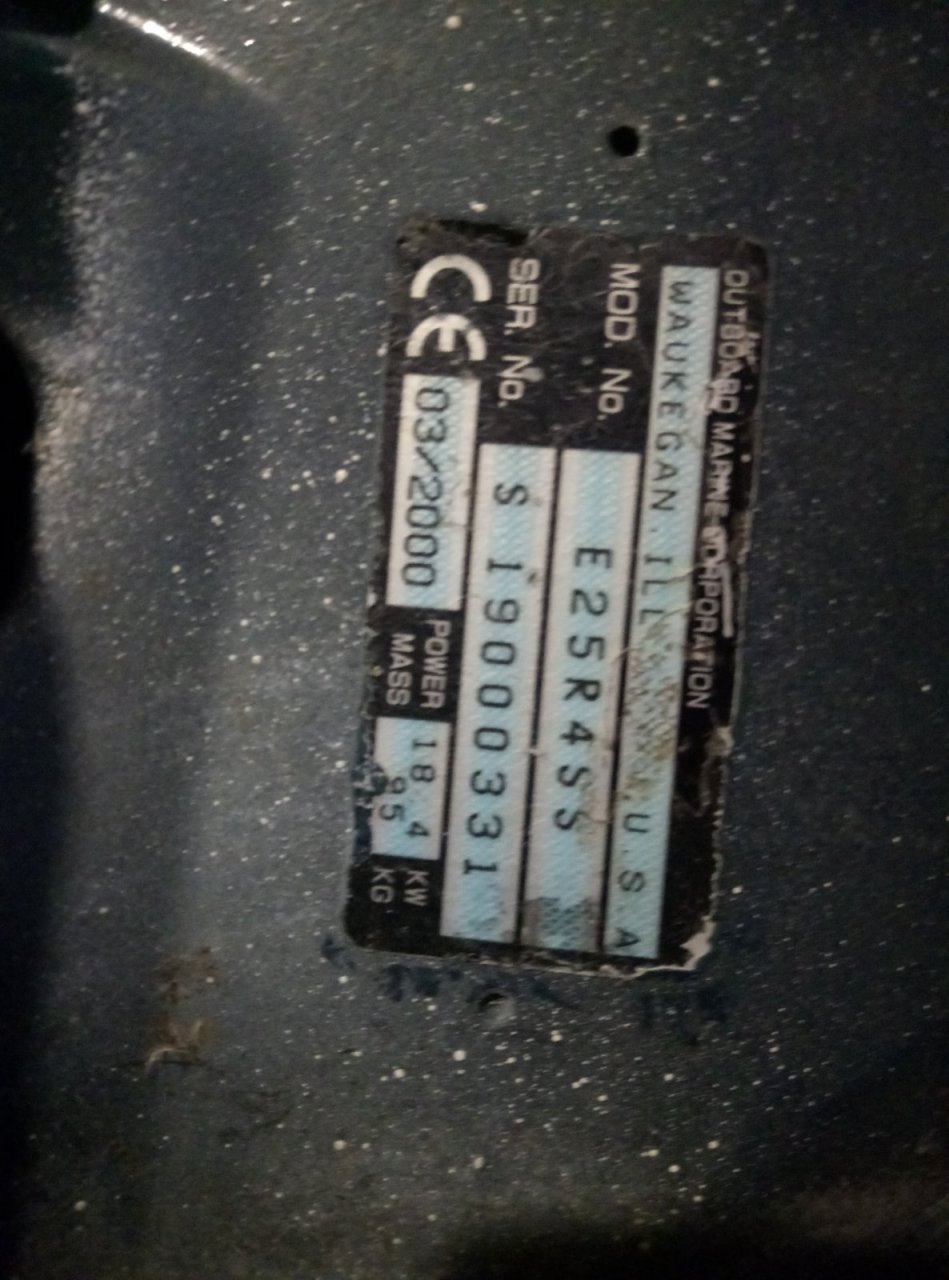 OUTBOARD MARINE CORPORATION
WAUKEGAN. ILL U.S.A
MOD. No. E25R4SS
SER. No. S 19000331
CE 03/2000 POWER 18.4 KW
MASS 95 KG